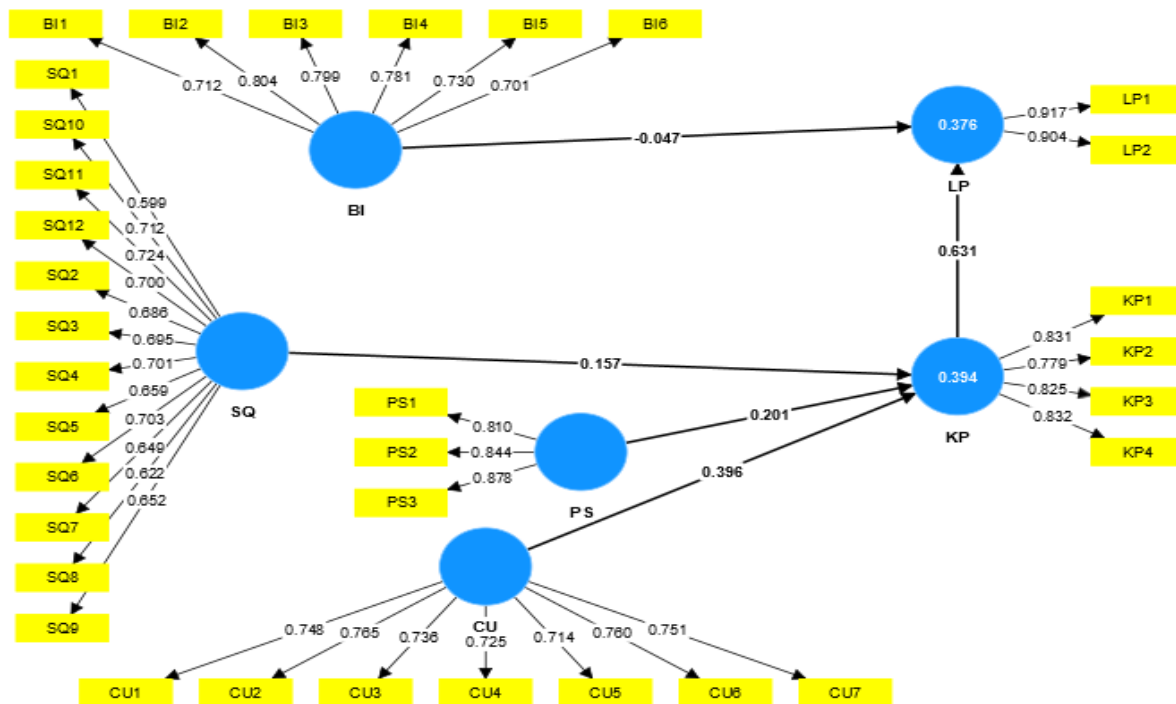 BI1 BI2 BI3 BI4 BI5 BI6
0.712 0.804 0.799 0.781 0.730 0.701
BI
SQ1
SQ10
SQ11
SQ12
SQ2
SQ3
SQ4
SQ5
SQ6
SQ7
SQ8
SQ9
0.599
0.712
0.724
0.700
0.686
0.695
0.701
0.659
0.703
0.649
0.622
0.652
SQ
-0.047
0.376
LP
0.917
0.904
LP1
LP2
0.631
0.157
0.201
0.396
0.394
KP
0.831
0.779
0.825
0.832
KP1
KP2
KP3
KP4
PS1
PS2
PS3
0.810
0.844
0.878
PS
CU
0.748 0.765 0.736 0.725 0.714 0.760 0.751
CU1 CU2 CU3 CU4 CU5 CU6 CU7